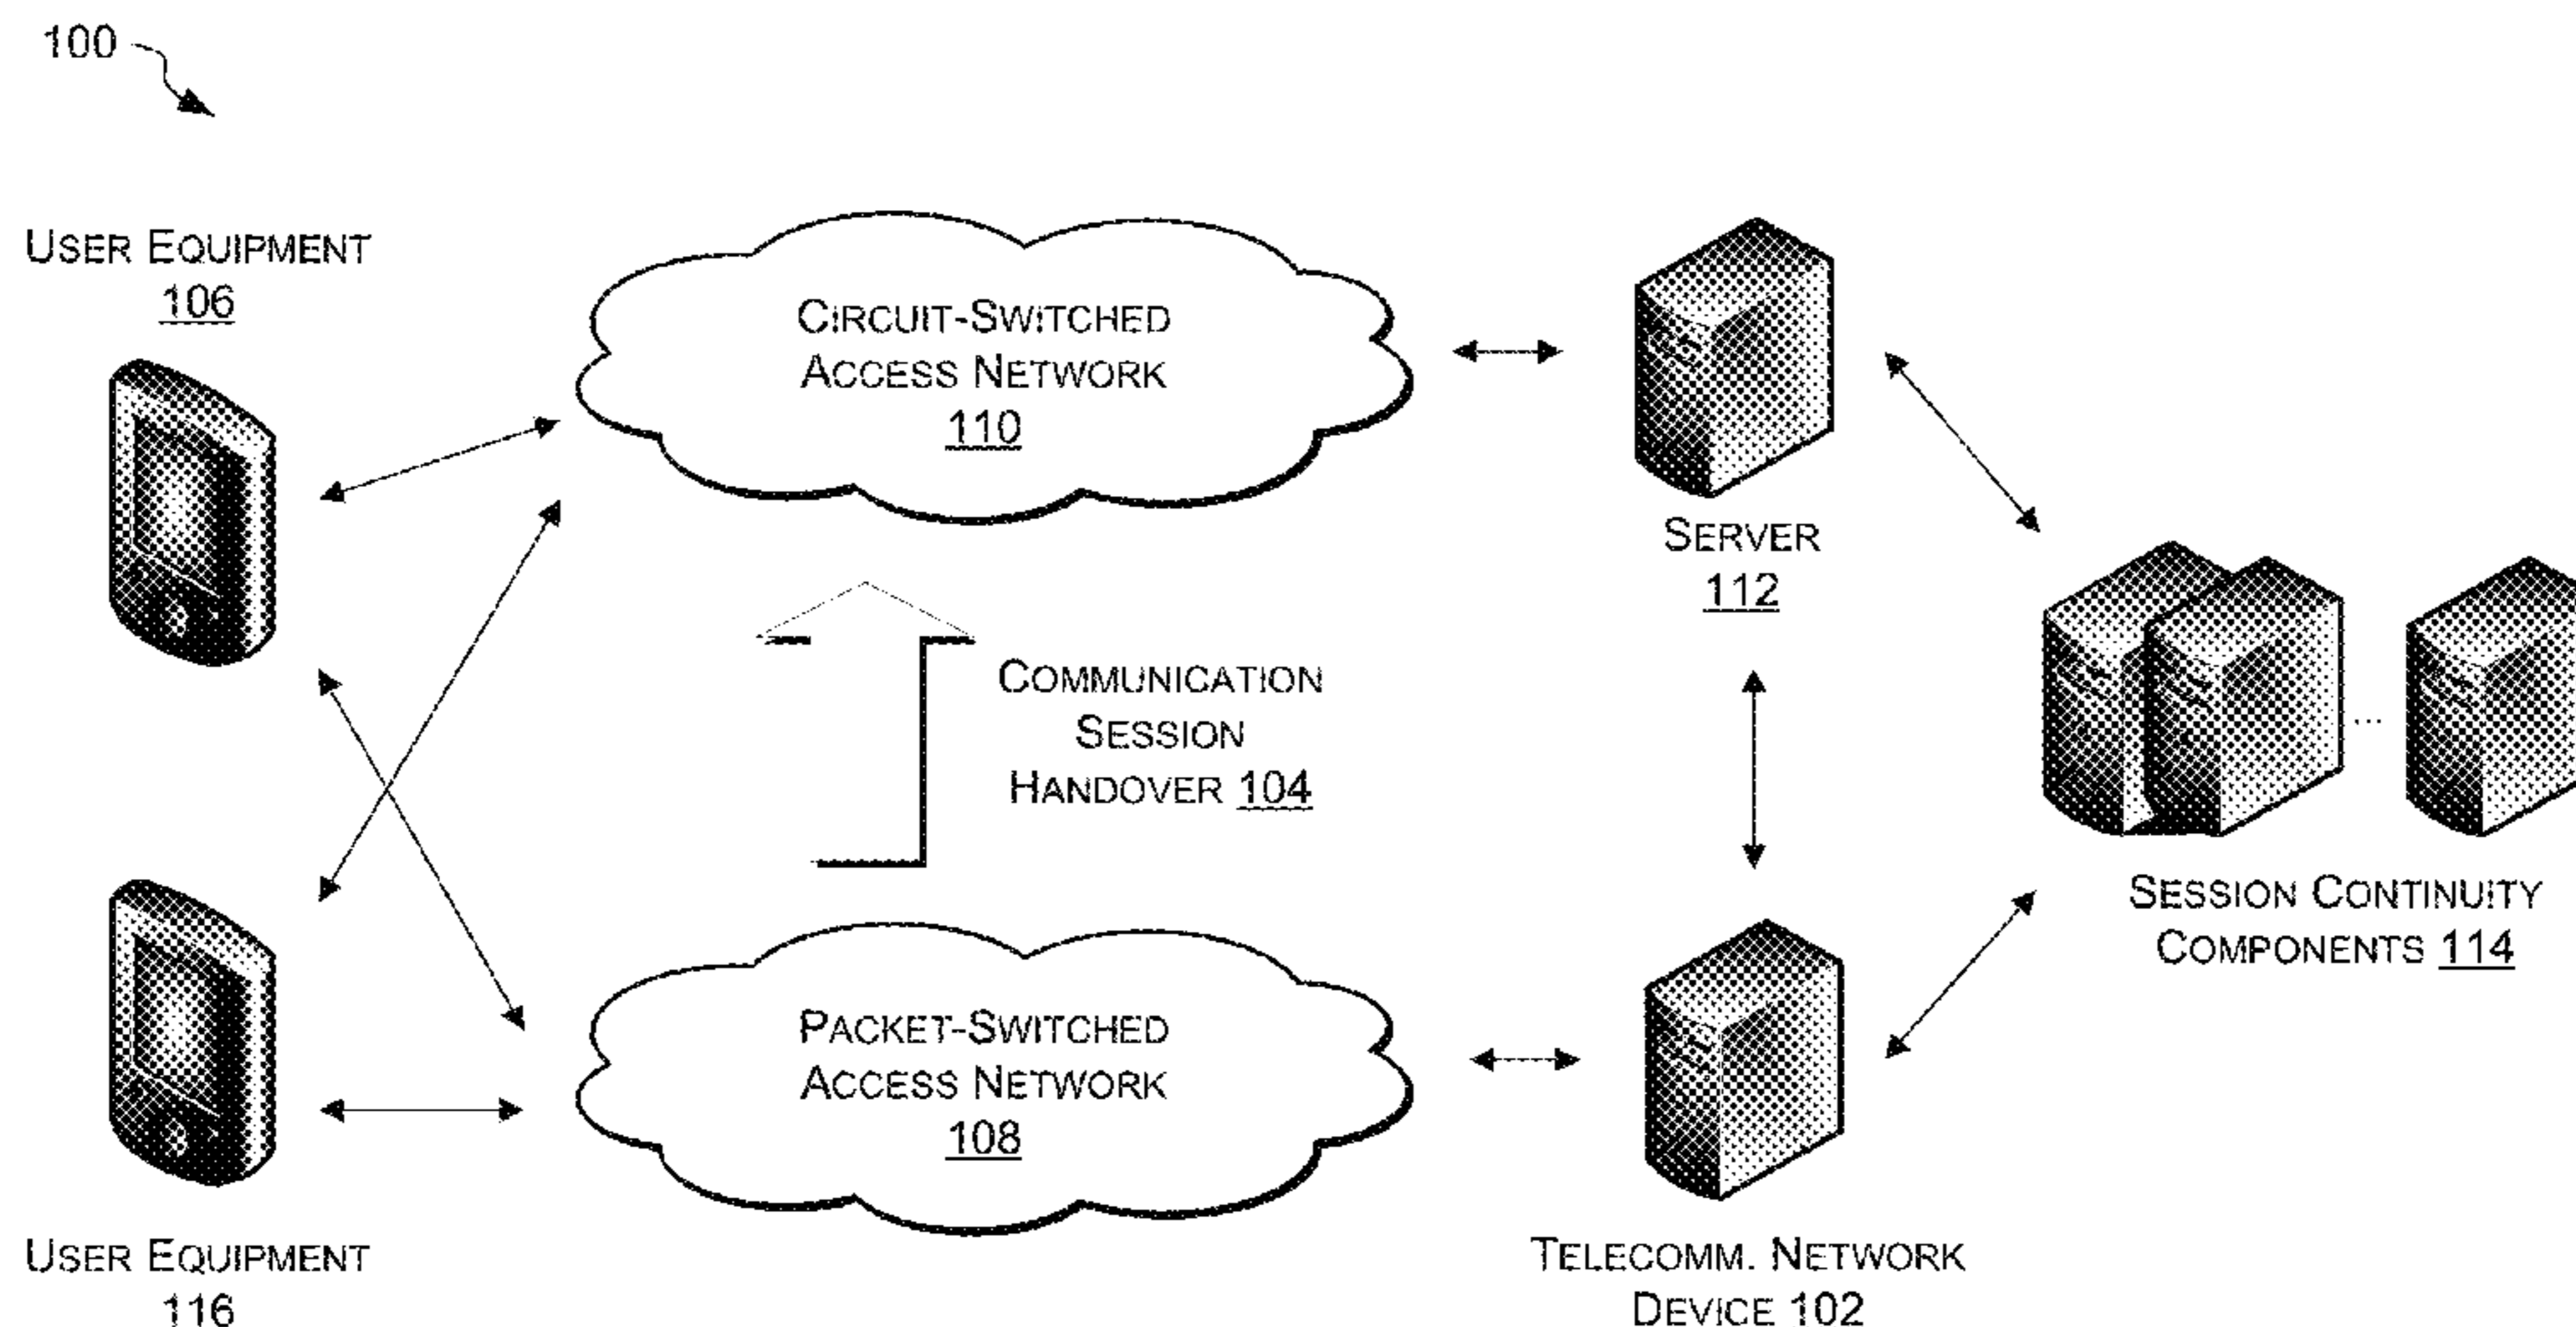 100
USER EQUIPMENT
106
CIRCUIT-SWITCHED
ACCESS NETWORK
110
SERVER
112
COMMUNICATION
SESSION
HANDOVER 104
...
SESSION CONTINUITY
COMPONENTS 114
PACKET-SWITCHED
ACCESS NETWORK
108
USER EQUIPMENT
116
TELECOMM. NETWORK
DEVICE 102